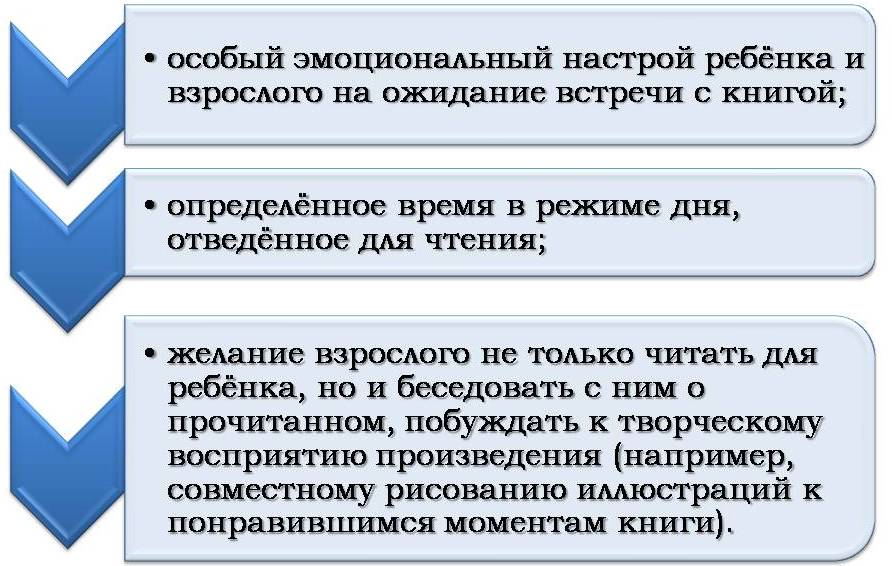 • особый эмоциональный настрой ребёнка и
взрослого на ожидание встречи с книгой;
• определённое время в режиме дня,
отведённое для чтения;
• желание взрослого не только читать для
ребёнка, но и беседовать с ним о
прочитанном, побуждать к творческому
восприятию произведения (например,
совместному рисованию иллюстраций к
понравившимся моментам книги).